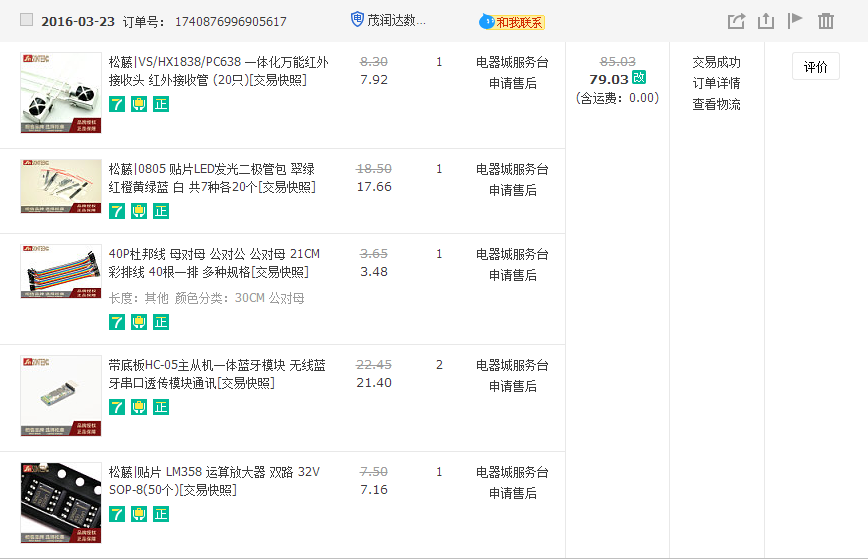 2016-03-23 订单号： 1740876996905617 茂润达数... 和我联系
松藤|VS/HX1838/PC638 一体化万能红外 8.30 1 电器城服务台 85.03 交易成功 评价
接收头 红外接收管 (20只)[交易快照] 7.92 申请售后 79.03 改 订单详情
7 正 (含运费：0.00) 查看物流
松藤|0805 贴片LED发光二极管包 翠绿 18.50 1 电器城服务台
红橙黄绿蓝 白 共7种各20个[交易快照] 17.66 申请售后
7 正
40P杜邦线 母对母 公对公 公对母 21CM 3.65 1 电器城服务台
彩排线 40根一排 多种规格[交易快照] 3.48 申请售后
长度：其他 颜色分类：30CM 公对母
7 正
带底板HC-05主从机一体蓝牙模块 无线蓝 22.45 2 电器城服务台
牙串口透传模块通讯[交易快照] 21.40 申请售后
7 正
松藤|贴片 LM358 运算放大器 双路 32V 7.50 1 电器城服务台
SOP-8(50个)[交易快照] 7.16 申请售后
7 正